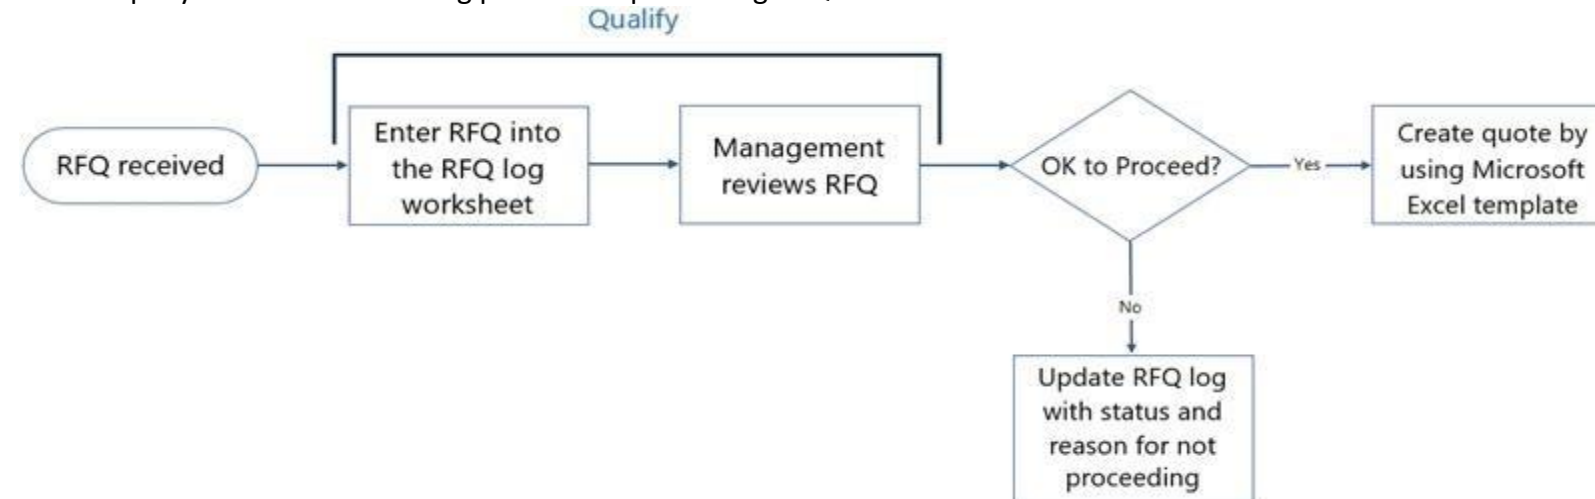 Qualify
RFQ received
Enter RFQ into
the RFQ log
worksheet
Management
reviews RFQ
OK to Proceed?
Yes
Create quote by
using Microsoft
Excel template
No
Update RFQ log
with status and
reason for not
proceeding